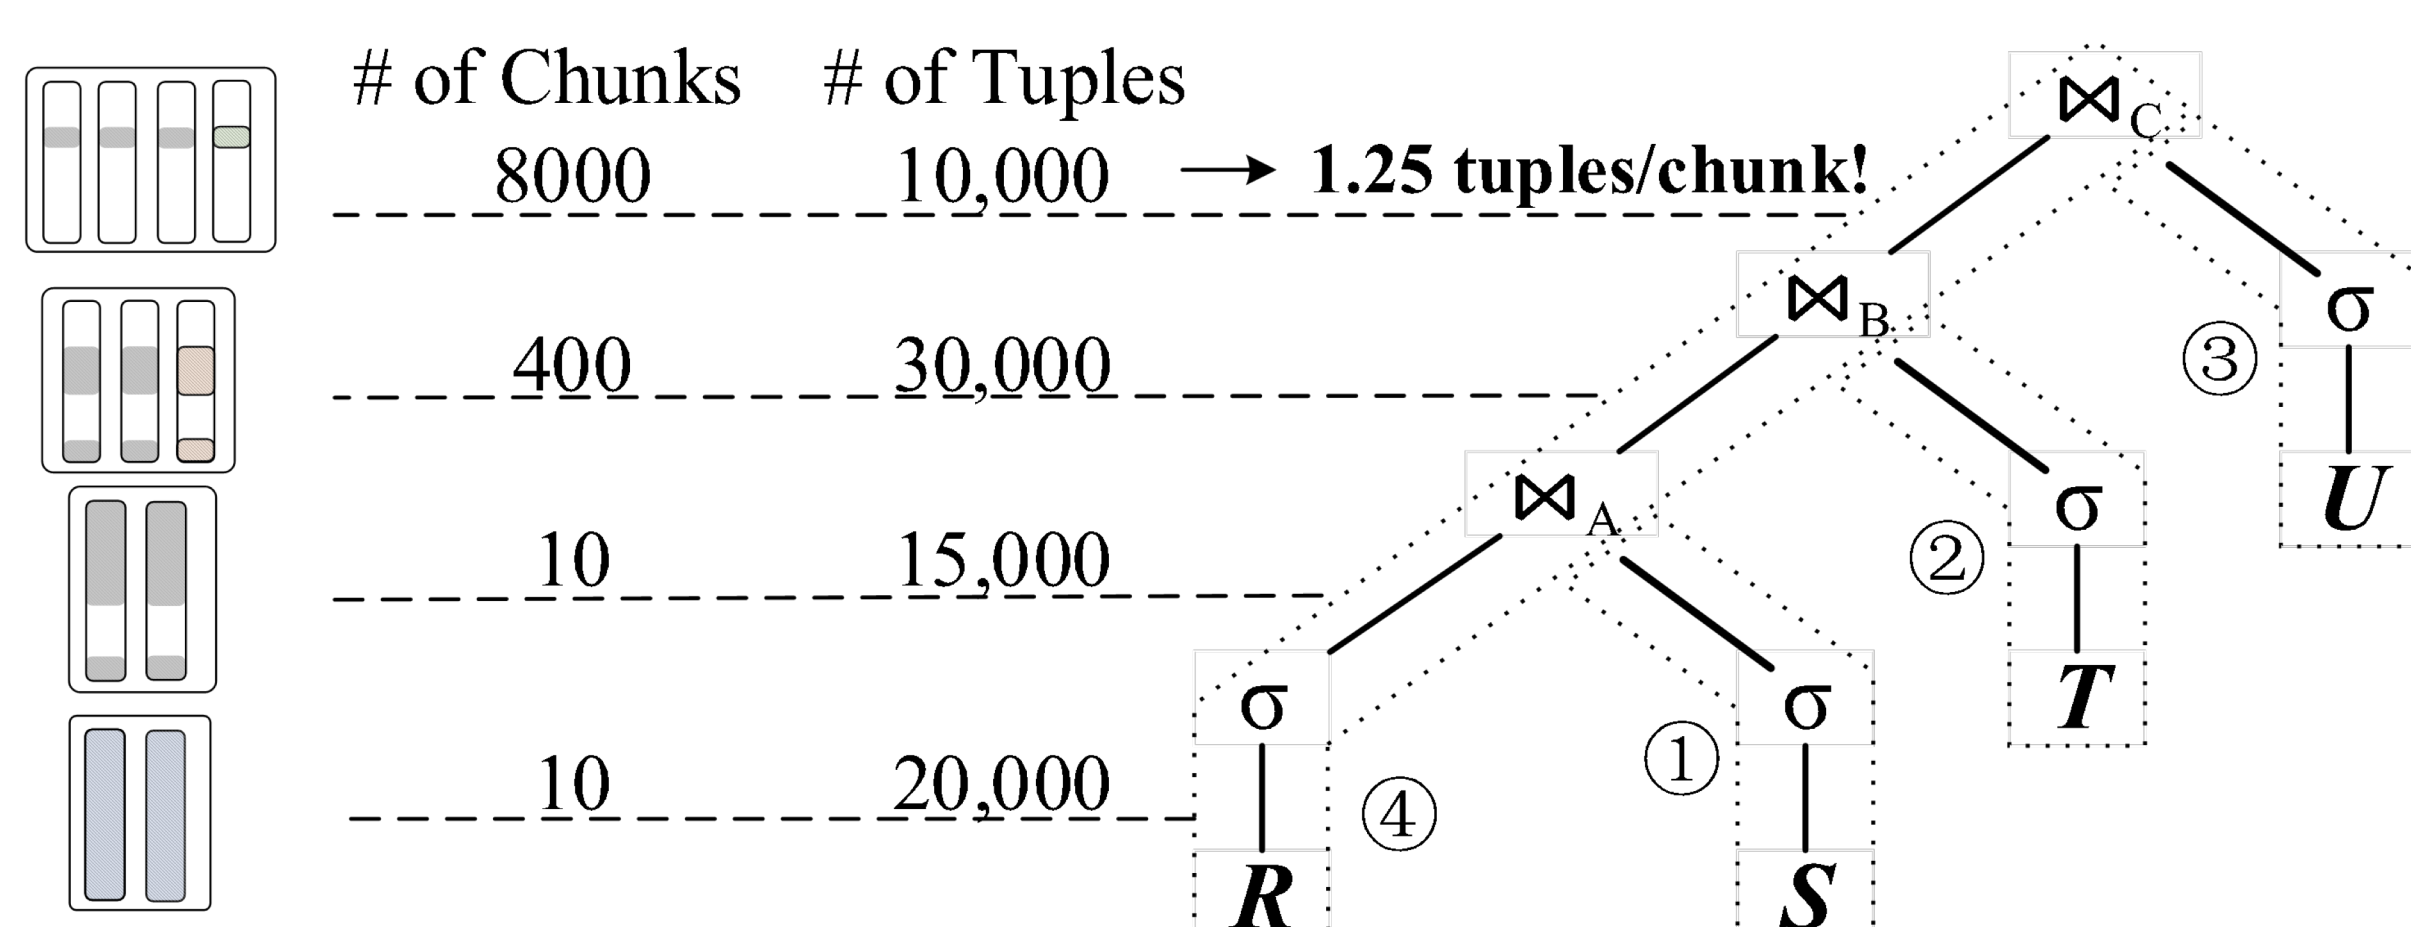 # of Chunks # of Tuples
8000 10,000 → 1.25 tuples/chunk!
400 30,000
10 15,000
10 20,000
⋈ C
⋈ B
σ
③
⋈ A
σ
U
②
σ
σ
T
①
④
R
S